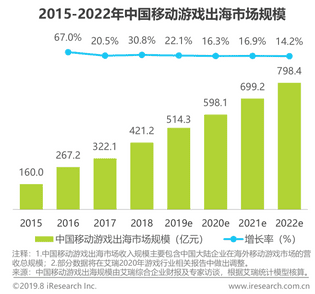 2015-2022年中国移动游戏出海市场规模
67.0% 20.5% 30.8% 22.1% 16.3% 16.9% 14.2%
160.0 267.2 322.1 421.2 514.3 598.1 699.2 798.4
2015 2016 2017 2018 2019e 2020e 2021e 2022e
中国移动游戏出海市场规模（亿元） 增长率（%）
注释：1.中国移动游戏出海市场收入规模主要包含中国大陆企业在海外移动游戏市场的营
收总规模；2.部分数据将在艾瑞2020年游戏行业相关报告中做出调整。
来源：中国移动游戏出海规模由艾瑞综合企业财报及专家访谈，根据艾瑞统计模型核算。
©2019.8 iResearch Inc. www.iresearch.com.cn